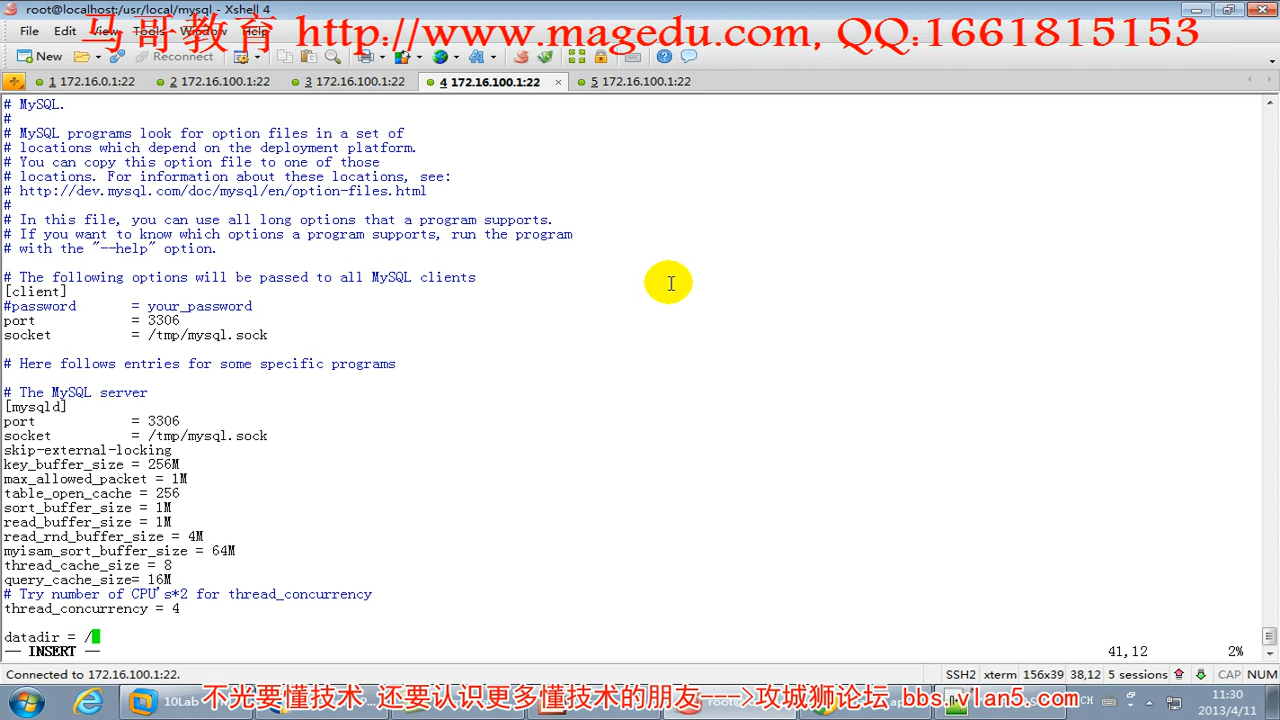 root@localhost:/usr/local/mysql - Xshell 4
File Edit View Tools Window Help
马哥教育 http://www.magedu.com, QQ:1661815153
New Reconnect
1 172.16.0.1:22 2 172.16.100.1:22 3 172.16.100.1:22 4 172.16.100.1:22 × 5 172.16.100.1:22
# MySQL.
#
# MySQL programs look for option files in a set of
# locations which depend on the deployment platform.
# You can copy this option file to one of those
# locations. For information about these locations, see:
# http://dev.mysql.com/doc/mysql/en/option-files.html
#
# In this file, you can use all long options that a program supports.
# If you want to know which options a program supports, run the program
# with the "--help" option.
# The following options will be passed to all MySQL clients
[client]
#password = your_password
port = 3306
socket = /tmp/mysql.sock
# Here follows entries for some specific programs
# The MySQL server
[mysqld]
port = 3306
socket = /tmp/mysql.sock
skip-external-locking
key_buffer_size = 256M
max_allowed_packet = 1M
table_open_cache = 256
sort_buffer_size = 1M
read_buffer_size = 1M
read_rnd_buffer_size = 4M
myisam_sort_buffer_size = 64M
thread_cache_size = 8
query_cache_size= 16M
# Try number of CPU's*2 for thread_concurrency
thread_concurrency = 4
datadir = /
-- INSERT -- 41,12 2%
Connected to 172.16.100.1:22. SSH2 xterm 156x39 38,12 5 sessions CAP NUM
10Lab
不光要懂技术 还要认识更多懂技术的朋友--->攻城狮论坛 bbs.vlan5.com
CH
11:30
2013/4/11